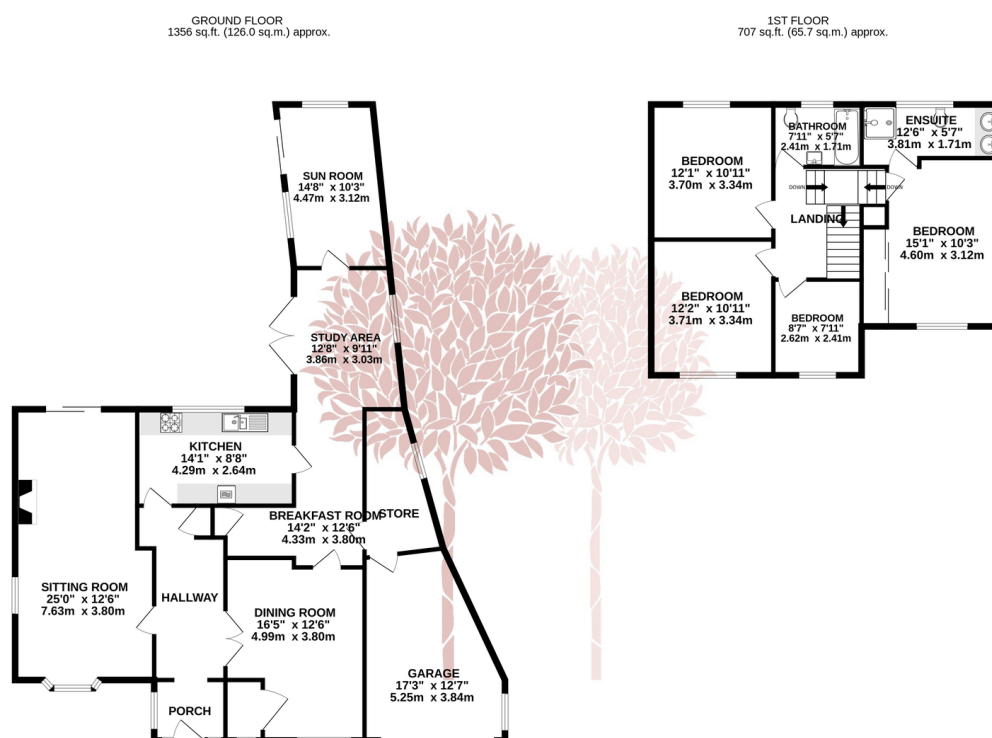 GROUND FLOOR
1356 sq.ft. (126.0 sq.m.) approx.
1ST FLOOR
707 sq.ft. (65.7 sq.m.) approx.
SUN ROOM
14'8" x 10'3"
4.47m x 3.12m
STUDY AREA
12'8" x 9'11"
3.86m x 3.03m
KITCHEN
14'1" x 8'8"
4.29m x 2.64m
BREAKFAST ROOM
14'2" x 12'6"
4.33m x 3.80m
STORE
SITTING ROOM
25'0" x 12'6"
7.63m x 3.80m
HALLWAY
DINING ROOM
16'5" x 12'6"
4.99m x 3.80m
GARAGE
17'3" x 12'7"
5.25m x 3.84m
PORCH
BEDROOM
12'1" x 10'11"
3.70m x 3.34m
BATHROOM
7'11" x 5'7"
2.41m x 1.71m
ENSUITE
12'6" x 5'7"
3.81m x 1.71m
DOWN
DOWN
LANDING
BEDROOM
15'1" x 10'3"
4.60m x 3.12m
BEDROOM
12'2" x 10'11"
3.71m x 3.34m
BEDROOM
8'7" x 7'11"
2.62m x 2.41m